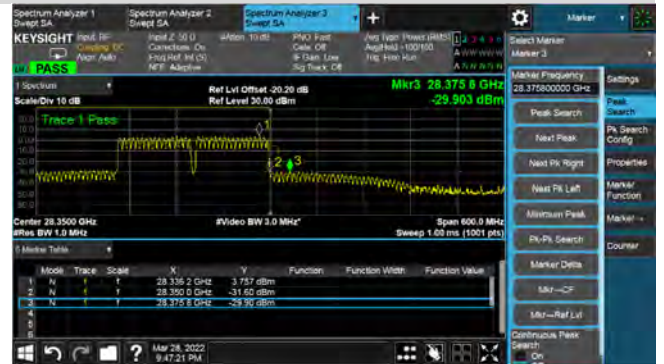 Spectrum Analyzer 1
Swept SA
Spectrum Analyzer 2
Swept SA
Spectrum Analyzer 3
Swept SA
+
Marker
KEYSIGHT
Input: RF
Coupling: DC
Align: Auto
Input Z: 50 Ω
Corrections: On
Freq Ref: Int (S)
NFE: Adaptive
#Atten: 10 dB
PNO: Fast
Gate: Off
IF Gain: Low
Sig Track: Off
Avg Type: Power (RMS)
Avg|Hold: >100/100
Trig: Free Run
PASS
1 Spectrum
Scale/Div 10 dB
Ref Lvl Offset -20.20 dB
Ref Level 30.00 dBm
Mkr3 28.375 8 GHz
-29.903 dBm
Trace 1 Pass
1
2
3
Center 28.3500 GHz
#Res BW 1.0 MHz
#Video BW 3.0 MHz*
Span 600.0 MHz
Sweep 1.00 ms (1001 pts)
5 Marker Table
Mode Trace Scale X Y Function Function Width Function Value
1 N 1 f 28.336 2 GHz 3.757 dBm
2 N 1 f 28.350 0 GHz -31.60 dBm
3 N 1 f 28.375 8 GHz -29.90 dBm
4
5
6
Mar 28, 2022
9:47:21 PM
Select Marker
Marker 3
Marker Frequency
28.375800000 GHz
Peak Search
Next Peak
Next Pk Right
Next Pk Left
Minimum Peak
Pk-Pk Search
Marker Delta
Mkr→CF
Mkr→Ref Lvl
Continuous Peak
Search
On
Settings
Peak
Search
Pk Search
Config
Properties
Marker
Function
Marker→
Counter